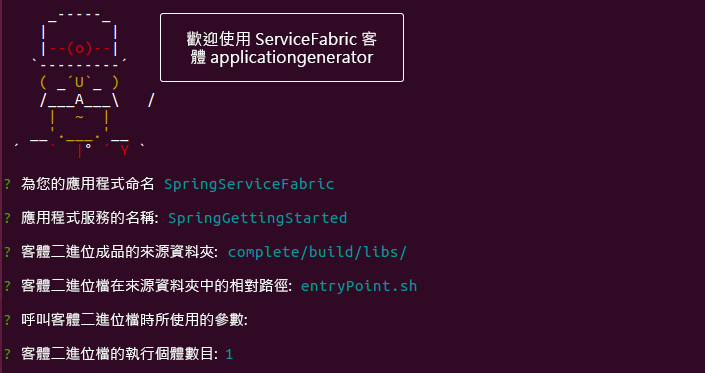 歡迎使用 ServiceFabric 客
體 applicationgenerator
? 為您的應用程式命名 SpringServiceFabric
? 應用程式服務的名稱: SpringGettingStarted
? 客體二進位成品的來源資料夾: complete/build/libs/
? 客體二進位檔在來源資料夾中的相對路徑: entryPoint.sh
? 呼叫客體二進位檔時所使用的參數:
? 客體二進位檔的執行個體數目: 1